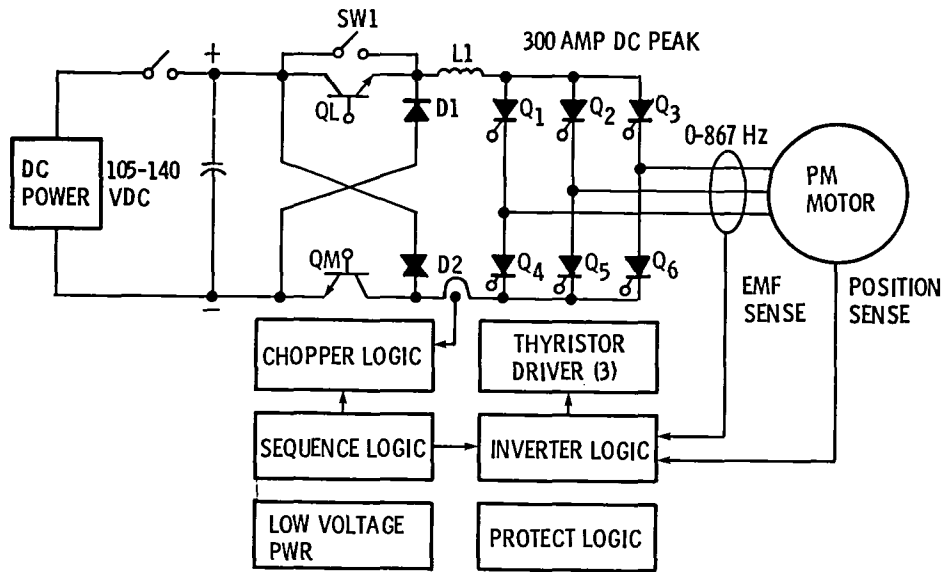 SW1
300 AMP DC PEAK
+
L1
QL
D1
Q1
Q2
Q3
0-867 Hz
DC
POWER
105-140
VDC
PM
MOTOR
QM
D2
Q4
Q5
Q6
−
EMF
SENSE
POSITION
SENSE
CHOPPER LOGIC
THYRISTOR
DRIVER (3)
SEQUENCE LOGIC
INVERTER LOGIC
LOW VOLTAGE
PWR
PROTECT LOGIC